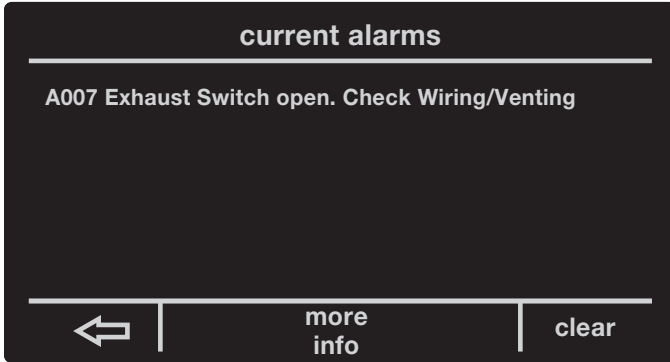 current alarms
A007 Exhaust Switch open. Check Wiring/Venting
more
info
clear